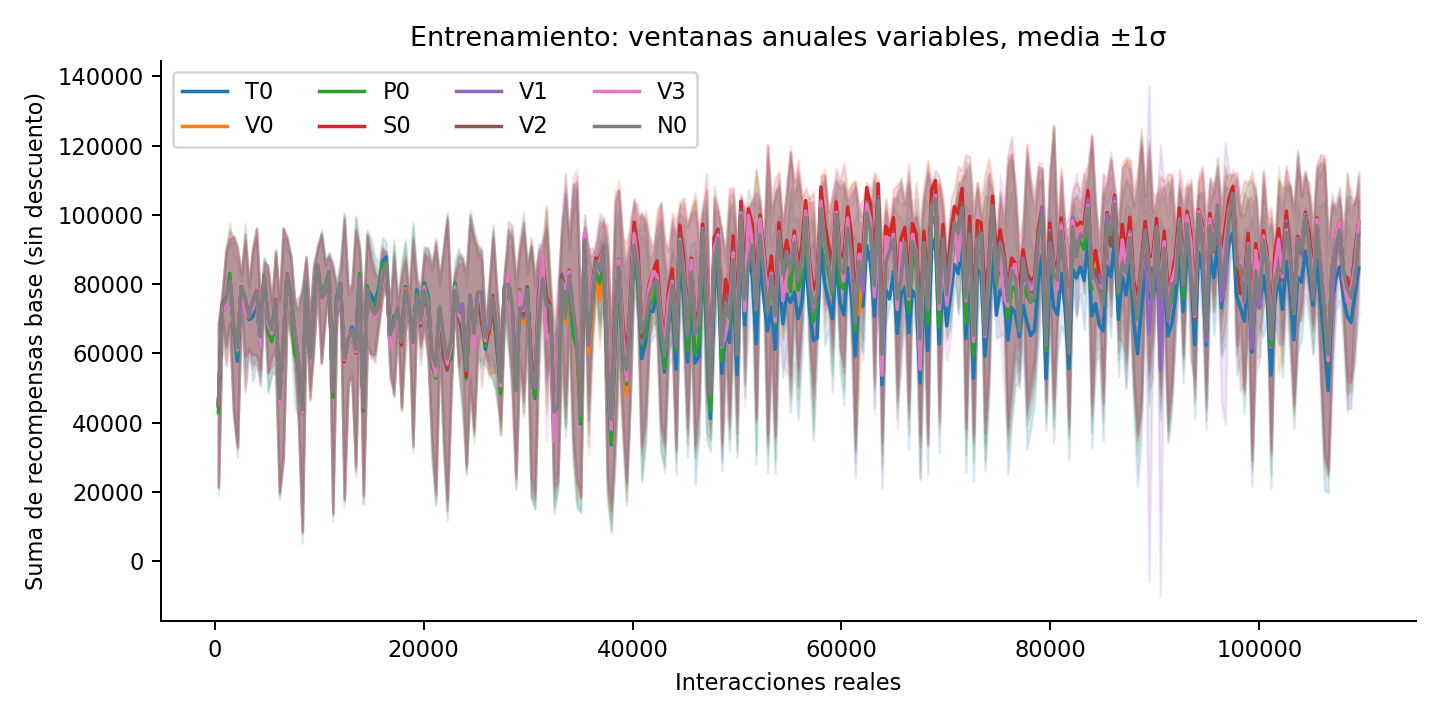 Entrenamiento: ventanas anuales variables, media ±1σ
Suma de recompensas base (sin descuento)
140000
120000
100000
80000
60000
40000
20000
0
T0 P0 V1 V3
V0 S0 V2 N0
0 20000 40000 60000 80000 100000
Interacciones reales